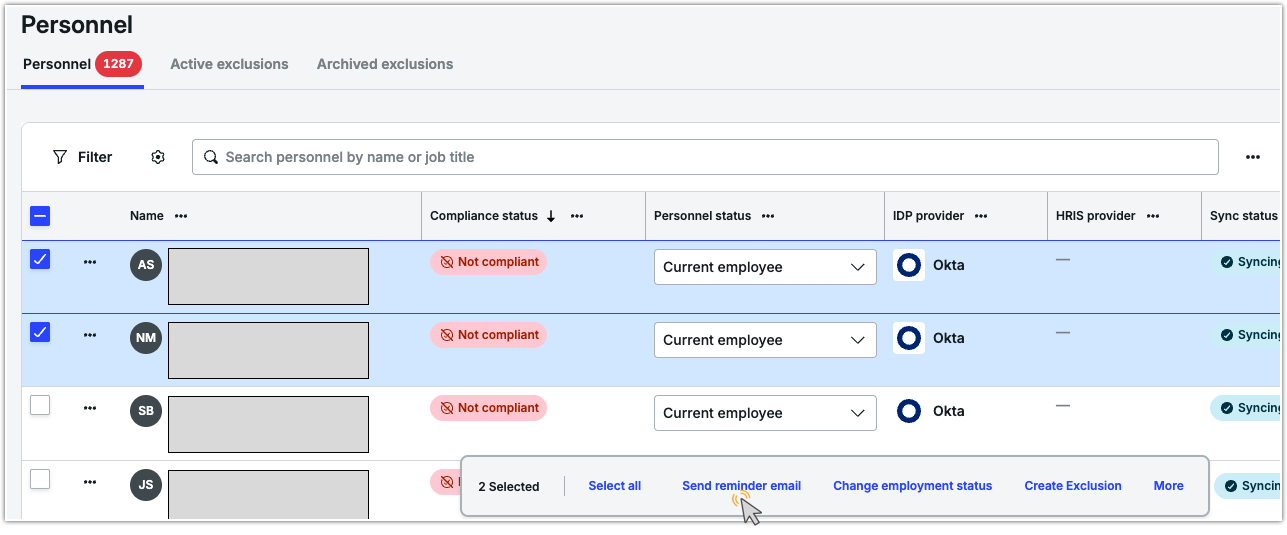 Personnel
Personnel 1287 Active exclusions Archived exclusions
Filter Search personnel by name or job title
Name Compliance status Personnel status IDP provider HRIS provider Sync status
AS Not compliant Current employee Okta — Syncing
NM Not compliant Current employee Okta — Syncing
SB Not compliant Current employee Okta — Syncing
JS Syncing
2 Selected Select all Send reminder email Change employment status Create Exclusion More